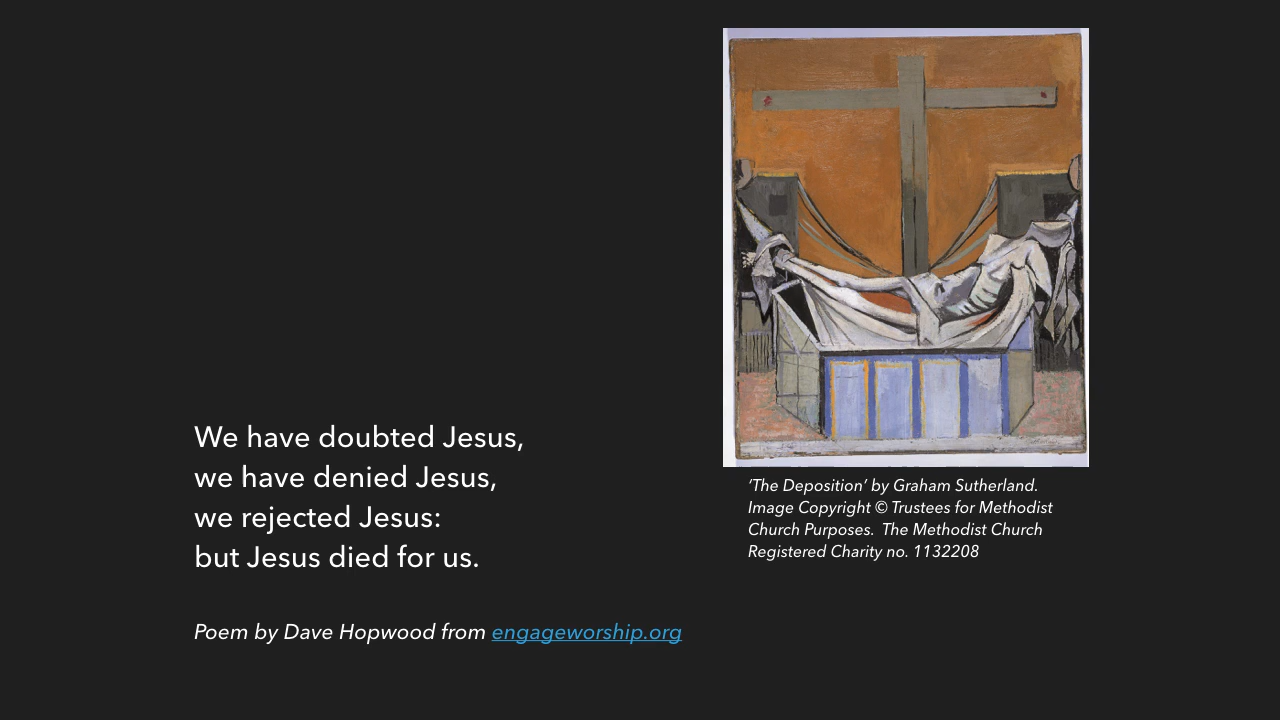 We have doubted Jesus,
we have denied Jesus,
we rejected Jesus:
but Jesus died for us.
Poem by Dave Hopwood from engageworship.org
‘The Deposition’ by Graham Sutherland.
Image Copyright © Trustees for Methodist
Church Purposes.  The Methodist Church
Registered Charity no. 1132208